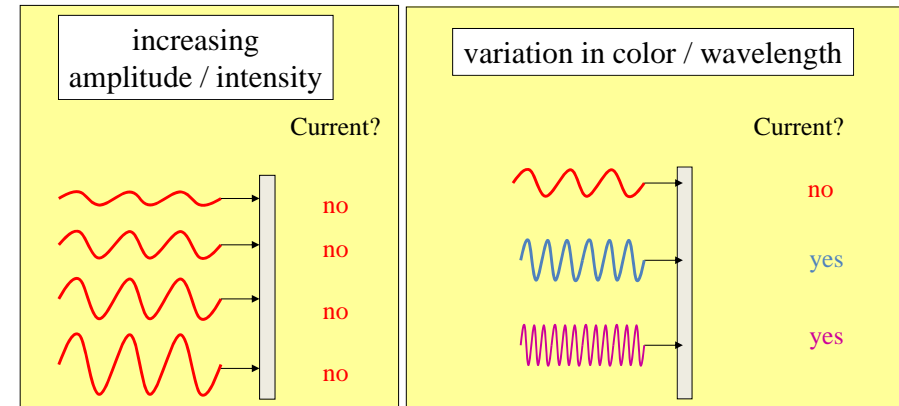 increasing
amplitude / intensity
Current?
no
no
no
no
variation in color / wavelength
Current?
no
yes
yes